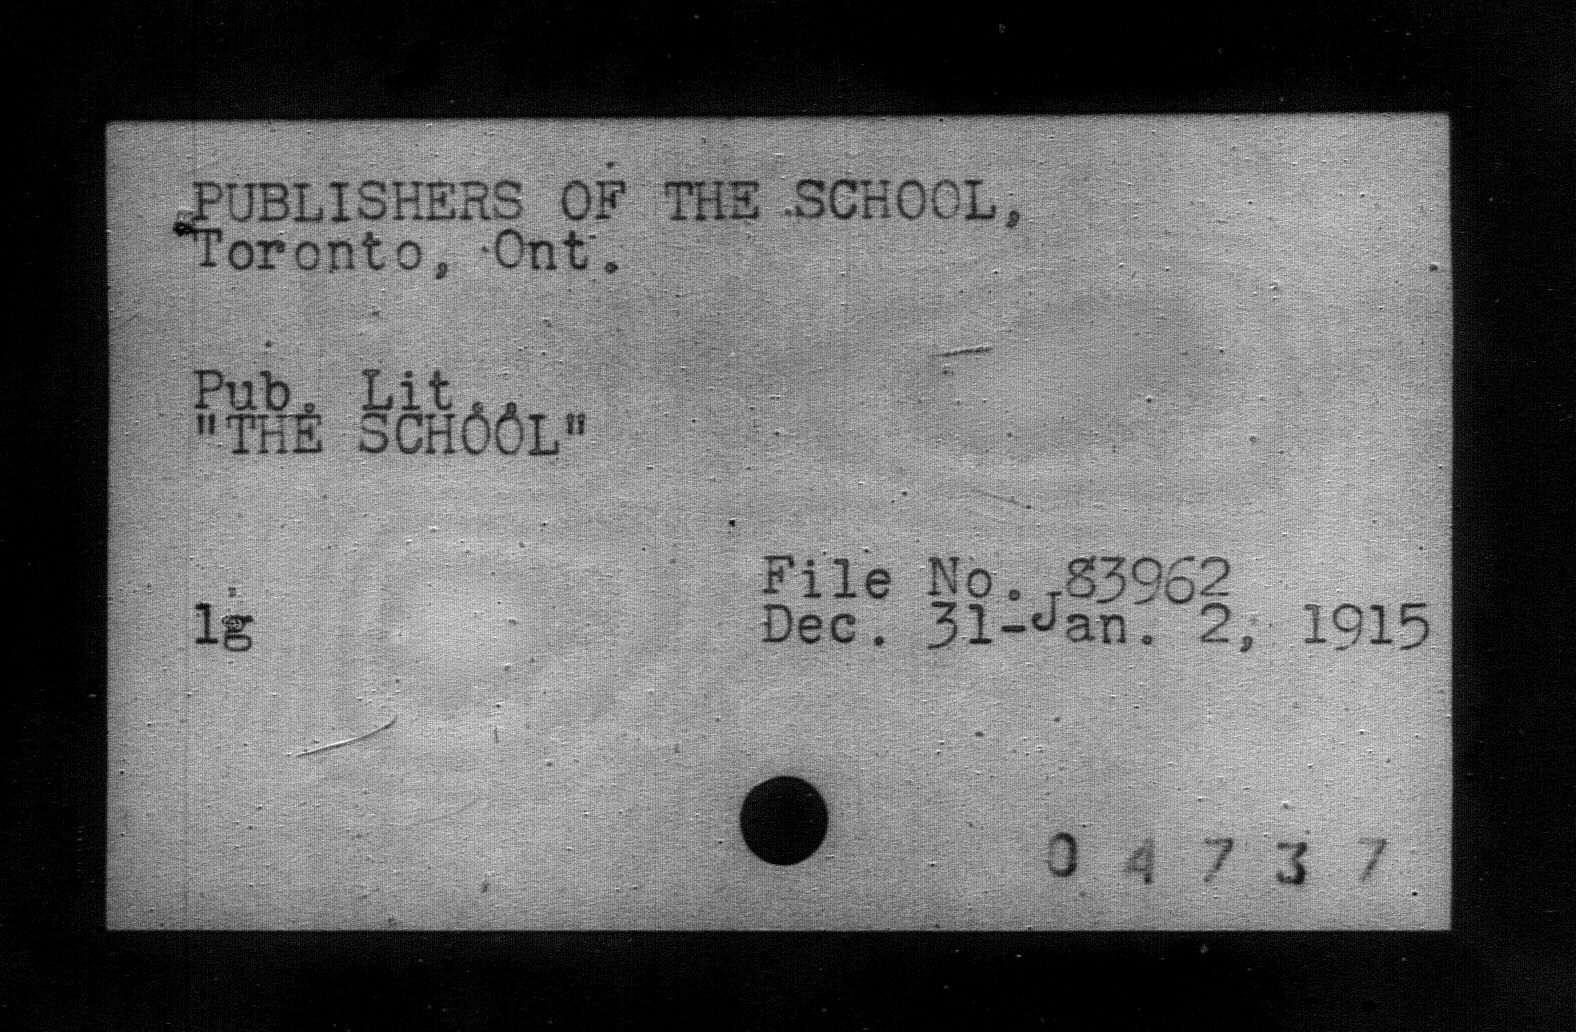 PUBLISHERS OF THE SCHOOL,
Toronto, Ont.
Pub. Lit.,
"THE SCHOOL"
File No. 83962
lg Dec. 31-Jan. 2, 1915
0 4 7 3 7